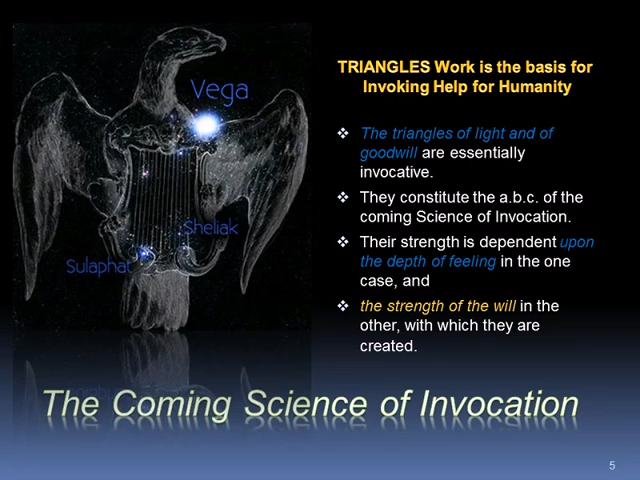 TRIANGLES Work is the basis for
Invoking Help for Humanity
Vega
❖ The triangles of light and of
goodwill are essentially
invocative.
❖ They constitute the a.b.c. of the
coming Science of Invocation.
Sheliak
❖ Their strength is dependent upon
the depth of feeling in the one
case, and
Sulaphat
❖ the strength of the will in the
other, with which they are
created.
The Coming Science of Invocation
5